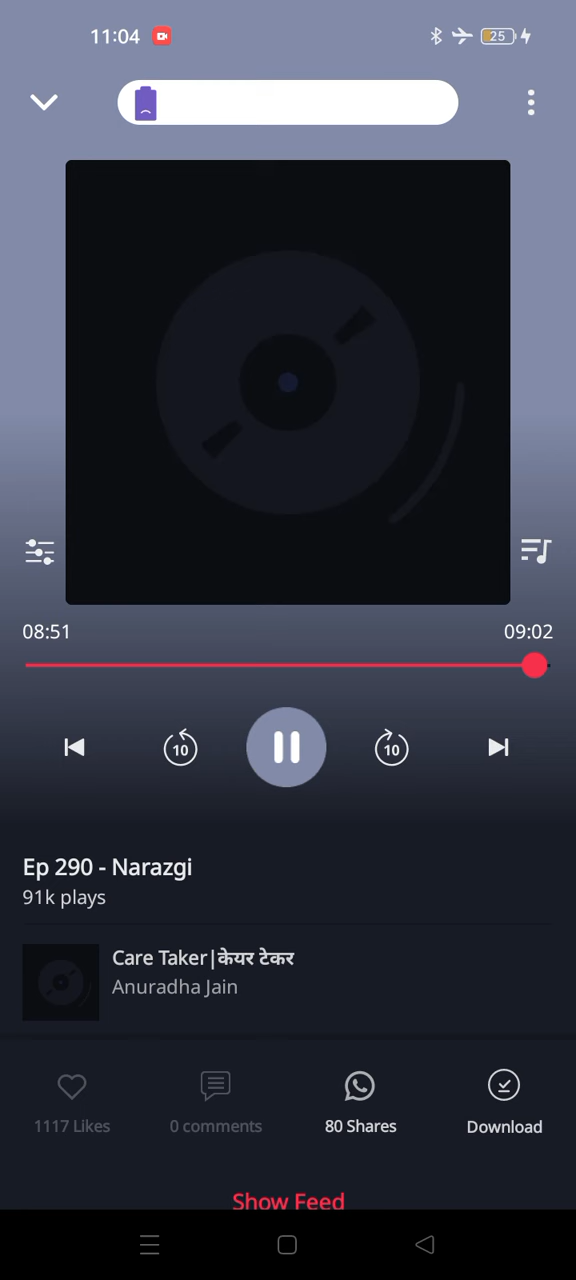 11:04
25
08:51
09:02
10
10
Ep 290 - Narazgi
91k plays
Care Taker|केयर टेकर
Anuradha Jain
1117 Likes
0 comments
80 Shares
Download
Show Feed